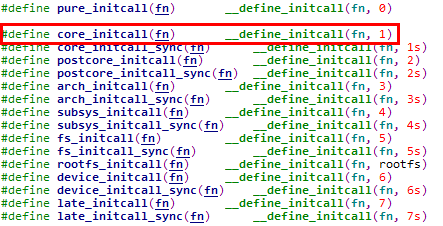 #define pure_initcall(fn) __define_initcall(fn, 0)
#define core_initcall(fn) __define_initcall(fn, 1)
#define core_initcall_sync(fn) __define_initcall(fn, 1s)
#define postcore_initcall(fn) __define_initcall(fn, 2)
#define postcore_initcall_sync(fn) __define_initcall(fn, 2s)
#define arch_initcall(fn) __define_initcall(fn, 3)
#define arch_initcall_sync(fn) __define_initcall(fn, 3s)
#define subsys_initcall(fn) __define_initcall(fn, 4)
#define subsys_initcall_sync(fn) __define_initcall(fn, 4s)
#define fs_initcall(fn) __define_initcall(fn, 5)
#define fs_initcall_sync(fn) __define_initcall(fn, 5s)
#define rootfs_initcall(fn) __define_initcall(fn, rootfs)
#define device_initcall(fn) __define_initcall(fn, 6)
#define device_initcall_sync(fn) __define_initcall(fn, 6s)
#define late_initcall(fn) __define_initcall(fn, 7)
#define late_initcall_sync(fn) __define_initcall(fn, 7s)